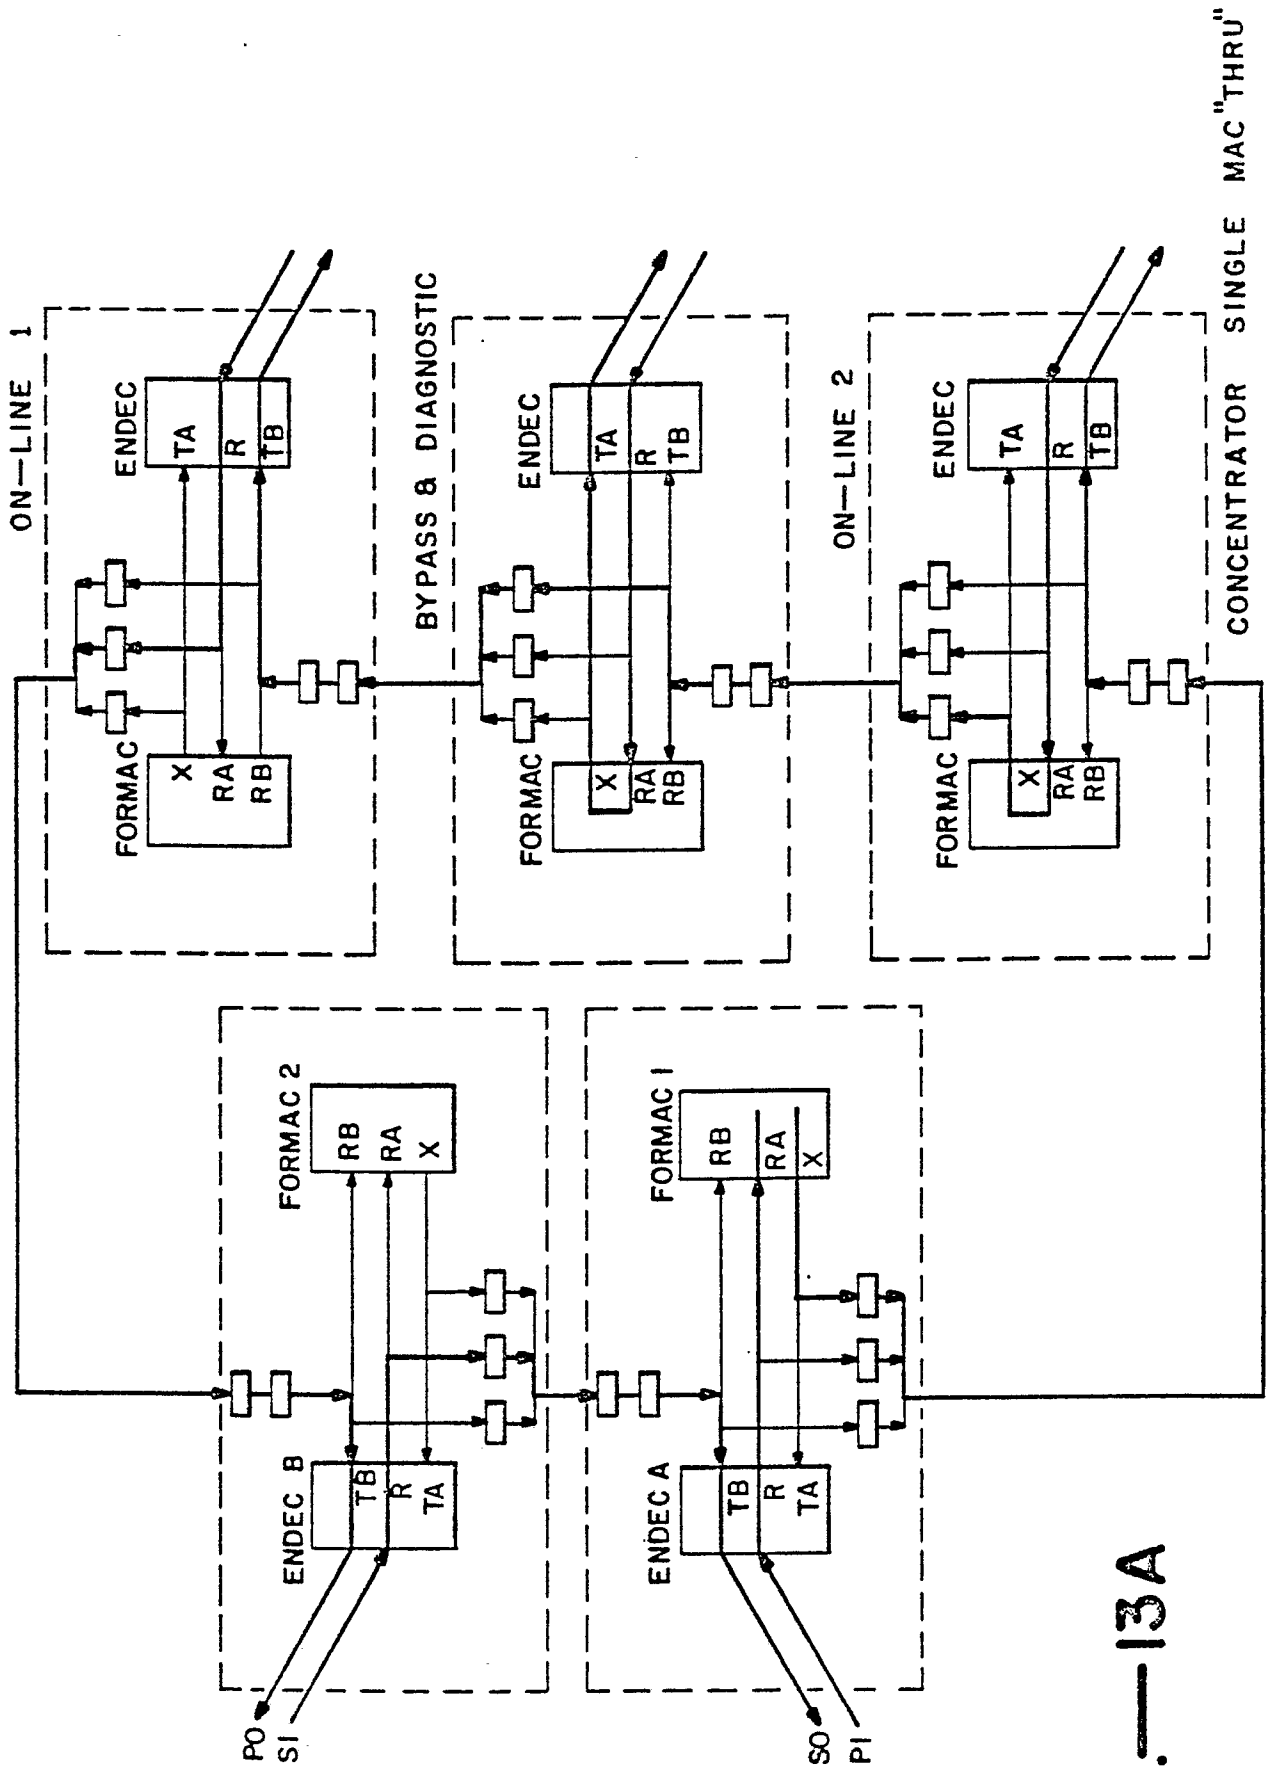 ON—LINE 1
FORMAC
ENDEC
X
TA
RA
R
RB
TB
PO
SI
ENDEC B
FORMAC 2
TB
RB
R
RA
TA
X
BYPASS & DIAGNOSTIC
FORMAC
ENDEC
X
TA
RA
R
RB
TB
SO
PI
ENDEC A
FORMAC 1
TB
RB
R
RA
TA
X
ON—LINE 2
FORMAC
ENDEC
X
TA
RA
R
RB
TB
.—13A
CONCENTRATOR SINGLE MAC "THRU"